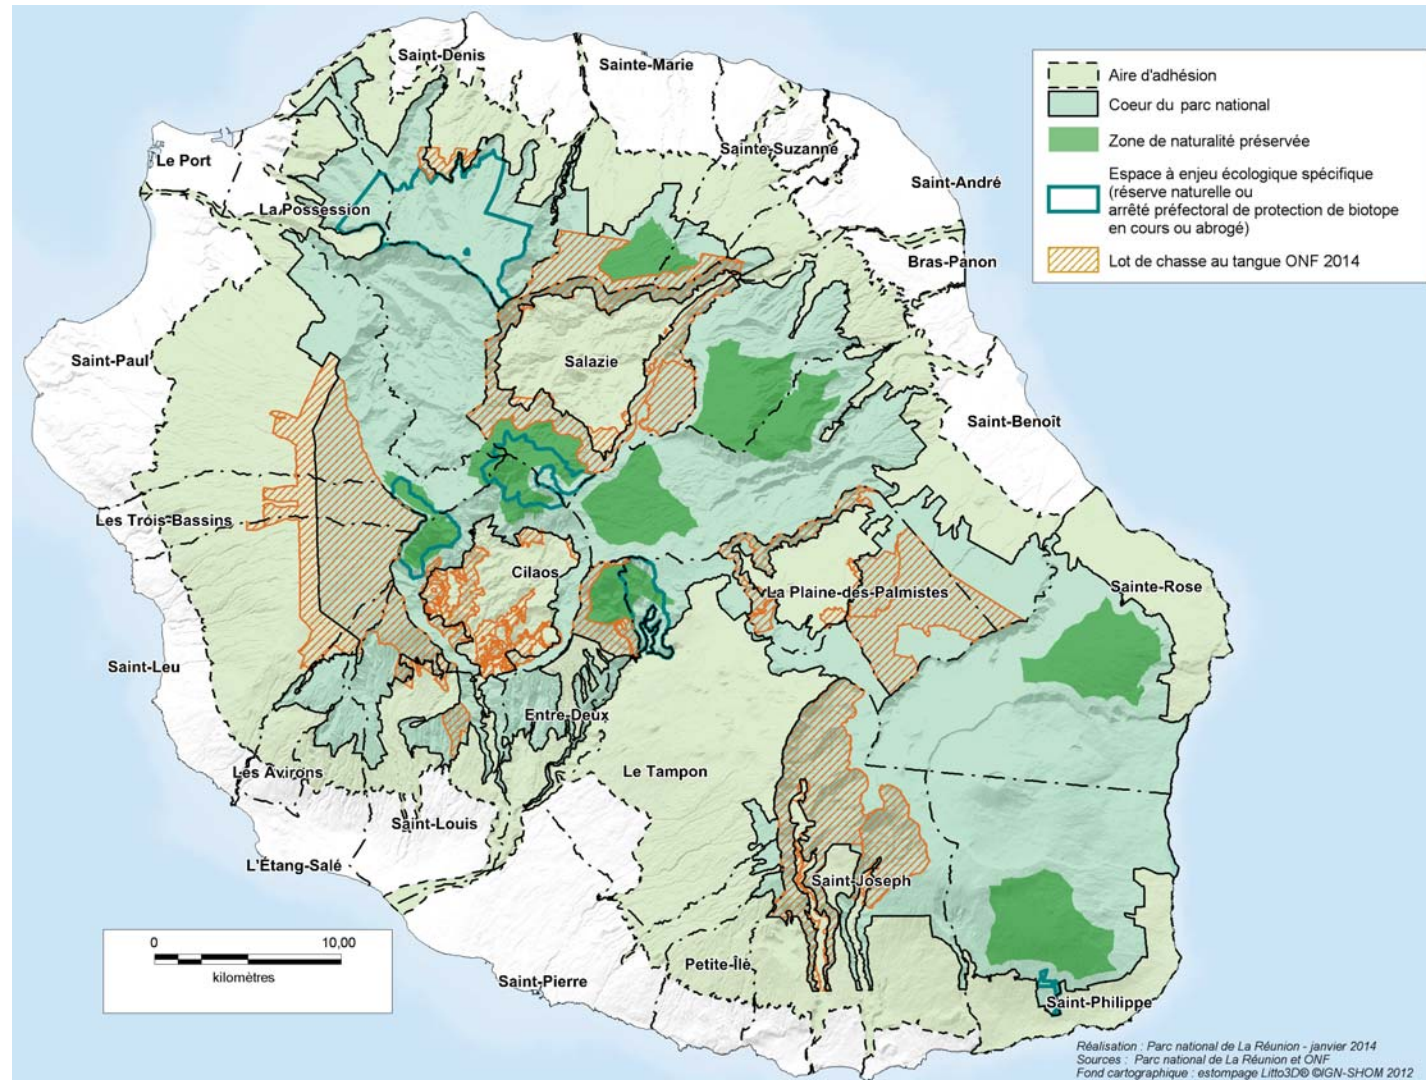 Saint-Denis
Sainte-Marie
Sainte-Suzanne
Le Port
Saint-André
La Possession
Bras-Panon
Saint-Paul
Salazie
Saint-Benoît
Les Trois-Bassins
Cilaos
La Plaine-des-Palmistes
Sainte-Rose
Saint-Leu
Entre-Deux
Les Avirons
Le Tampon
Saint-Louis
L'Étang-Salé
Saint-Joseph
Petite-Île
Saint-Pierre
Saint-Philippe
Aire d'adhésion
Coeur du parc national
Zone de naturalité préservée
Espace à enjeu écologique spécifique
(réserve naturelle ou
arrêté préfectoral de protection de biotope
en cours ou abrogé)
Lot de chasse au tangue ONF 2014
0 10,00
kilomètres
Réalisation : Parc national de La Réunion - janvier 2014
Sources : Parc national de La Réunion et ONF
Fond cartographique : estompage Litto3D® ©IGN-SHOM 2012